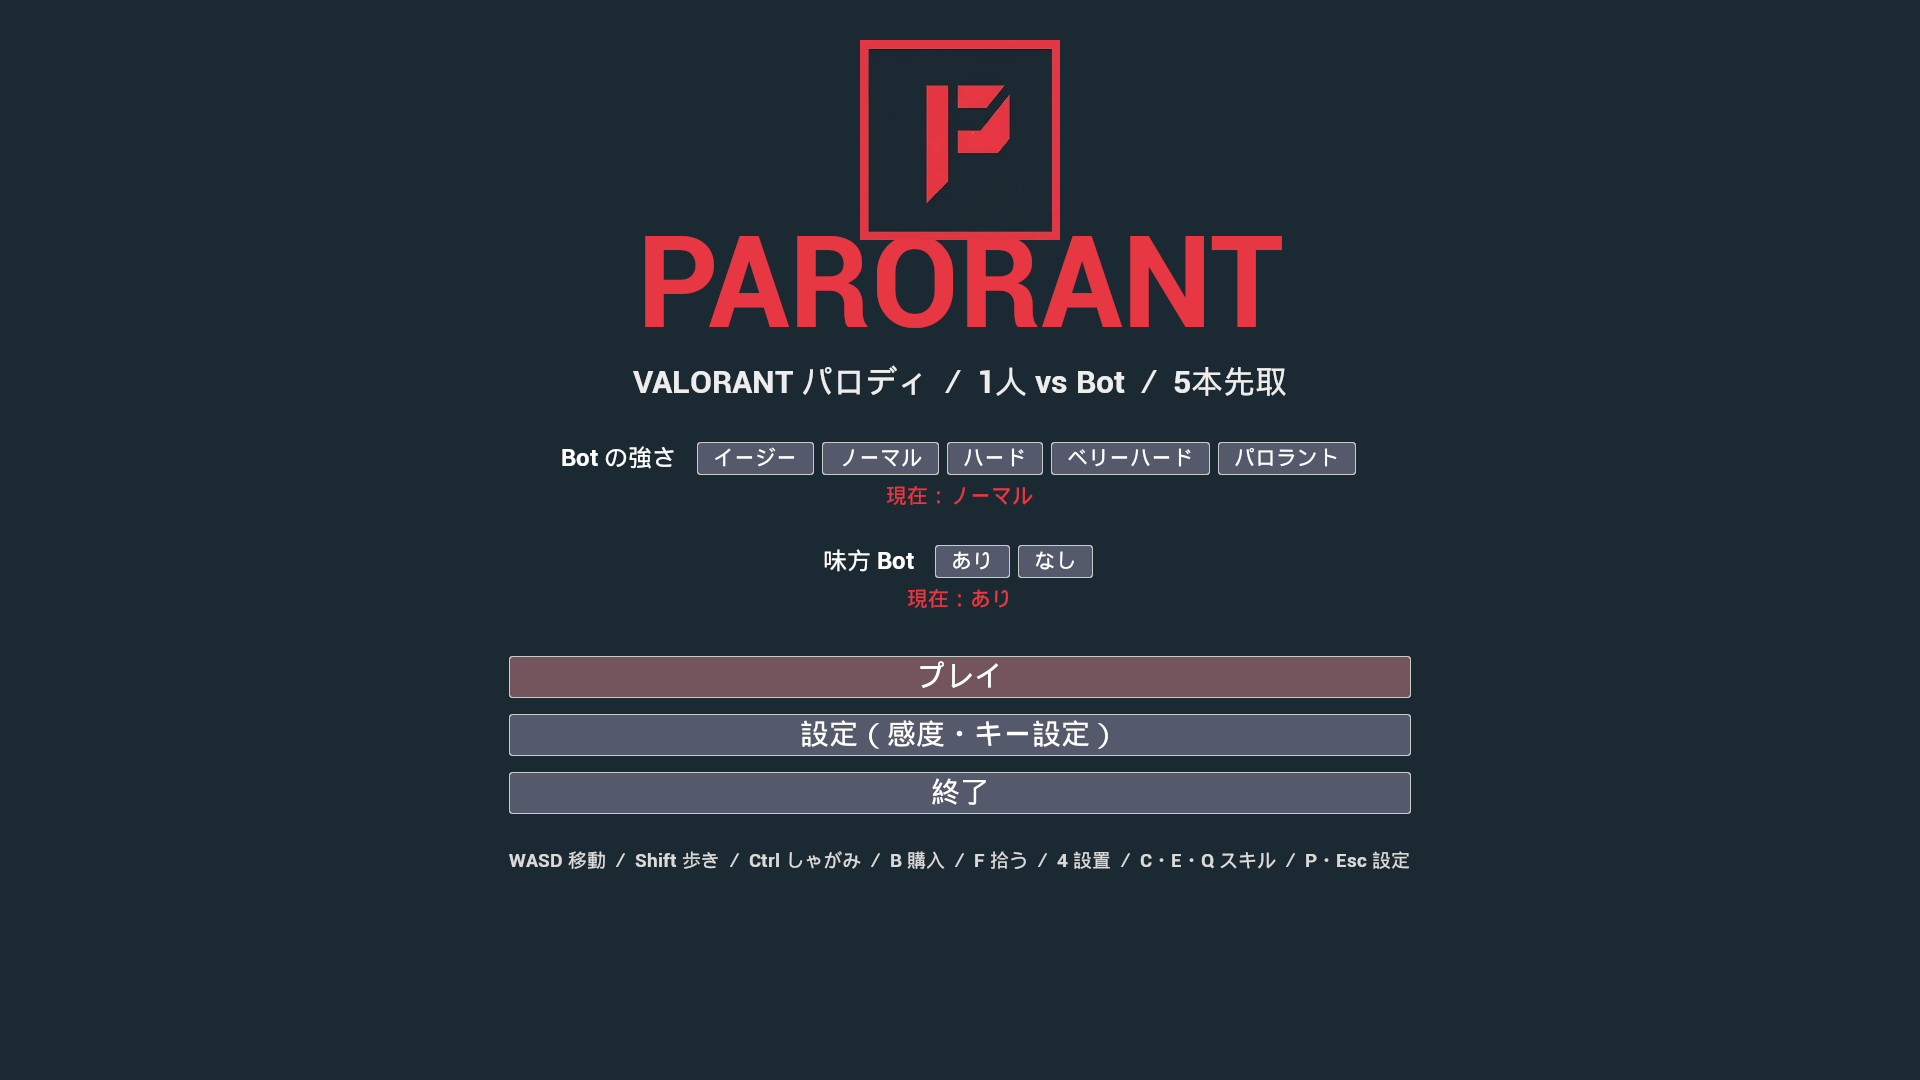 P
PARORANT
VALORANT パロディ / 1人 vs Bot / 5本先取
Bot の強さ イージー ノーマル ハード ベリーハード パロラント
現在：ノーマル
味方 Bot あり なし
現在：あり
プレイ
設定（感度・キー設定）
終了
WASD 移動 / Shift 歩き / Ctrl しゃがみ / B 購入 / F 拾う / 4 設置 / C・E・Q スキル / P・Esc 設定